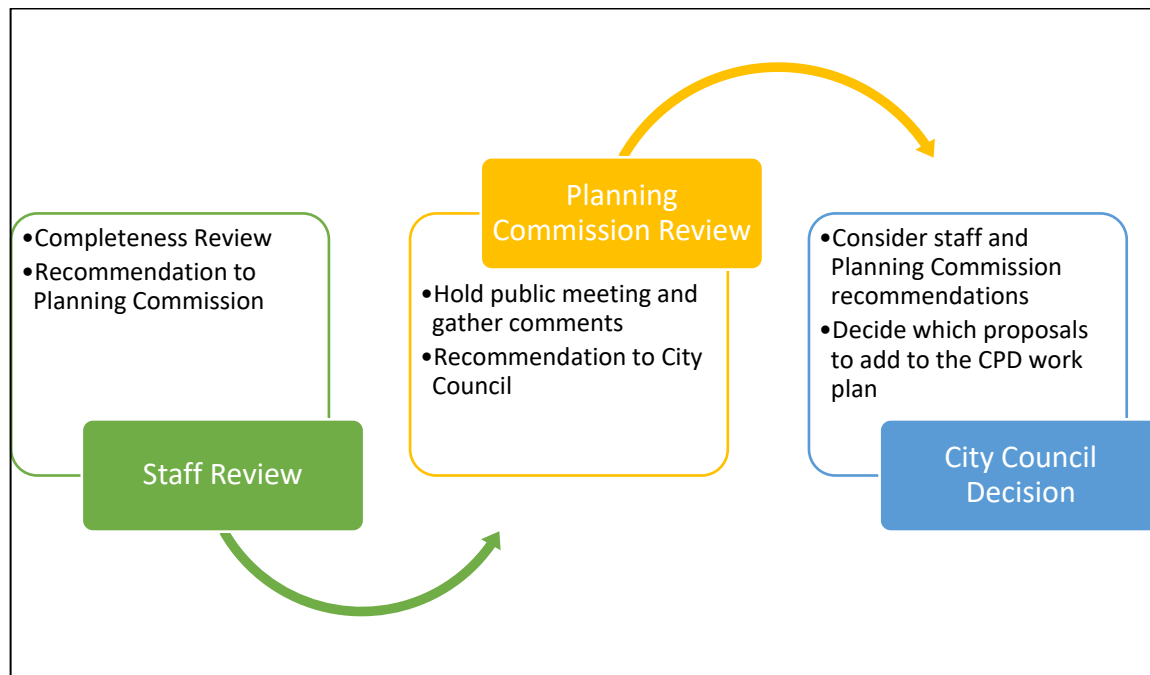 •Completeness Review
•Recommendation to
Planning Commission
Staff Review
Planning
Commission Review
•Hold public meeting and
gather comments
•Recommendation to City
Council
•Consider staff and
Planning Commission
recommendations
•Decide which proposals
to add to the CPD work
plan
City Council
Decision